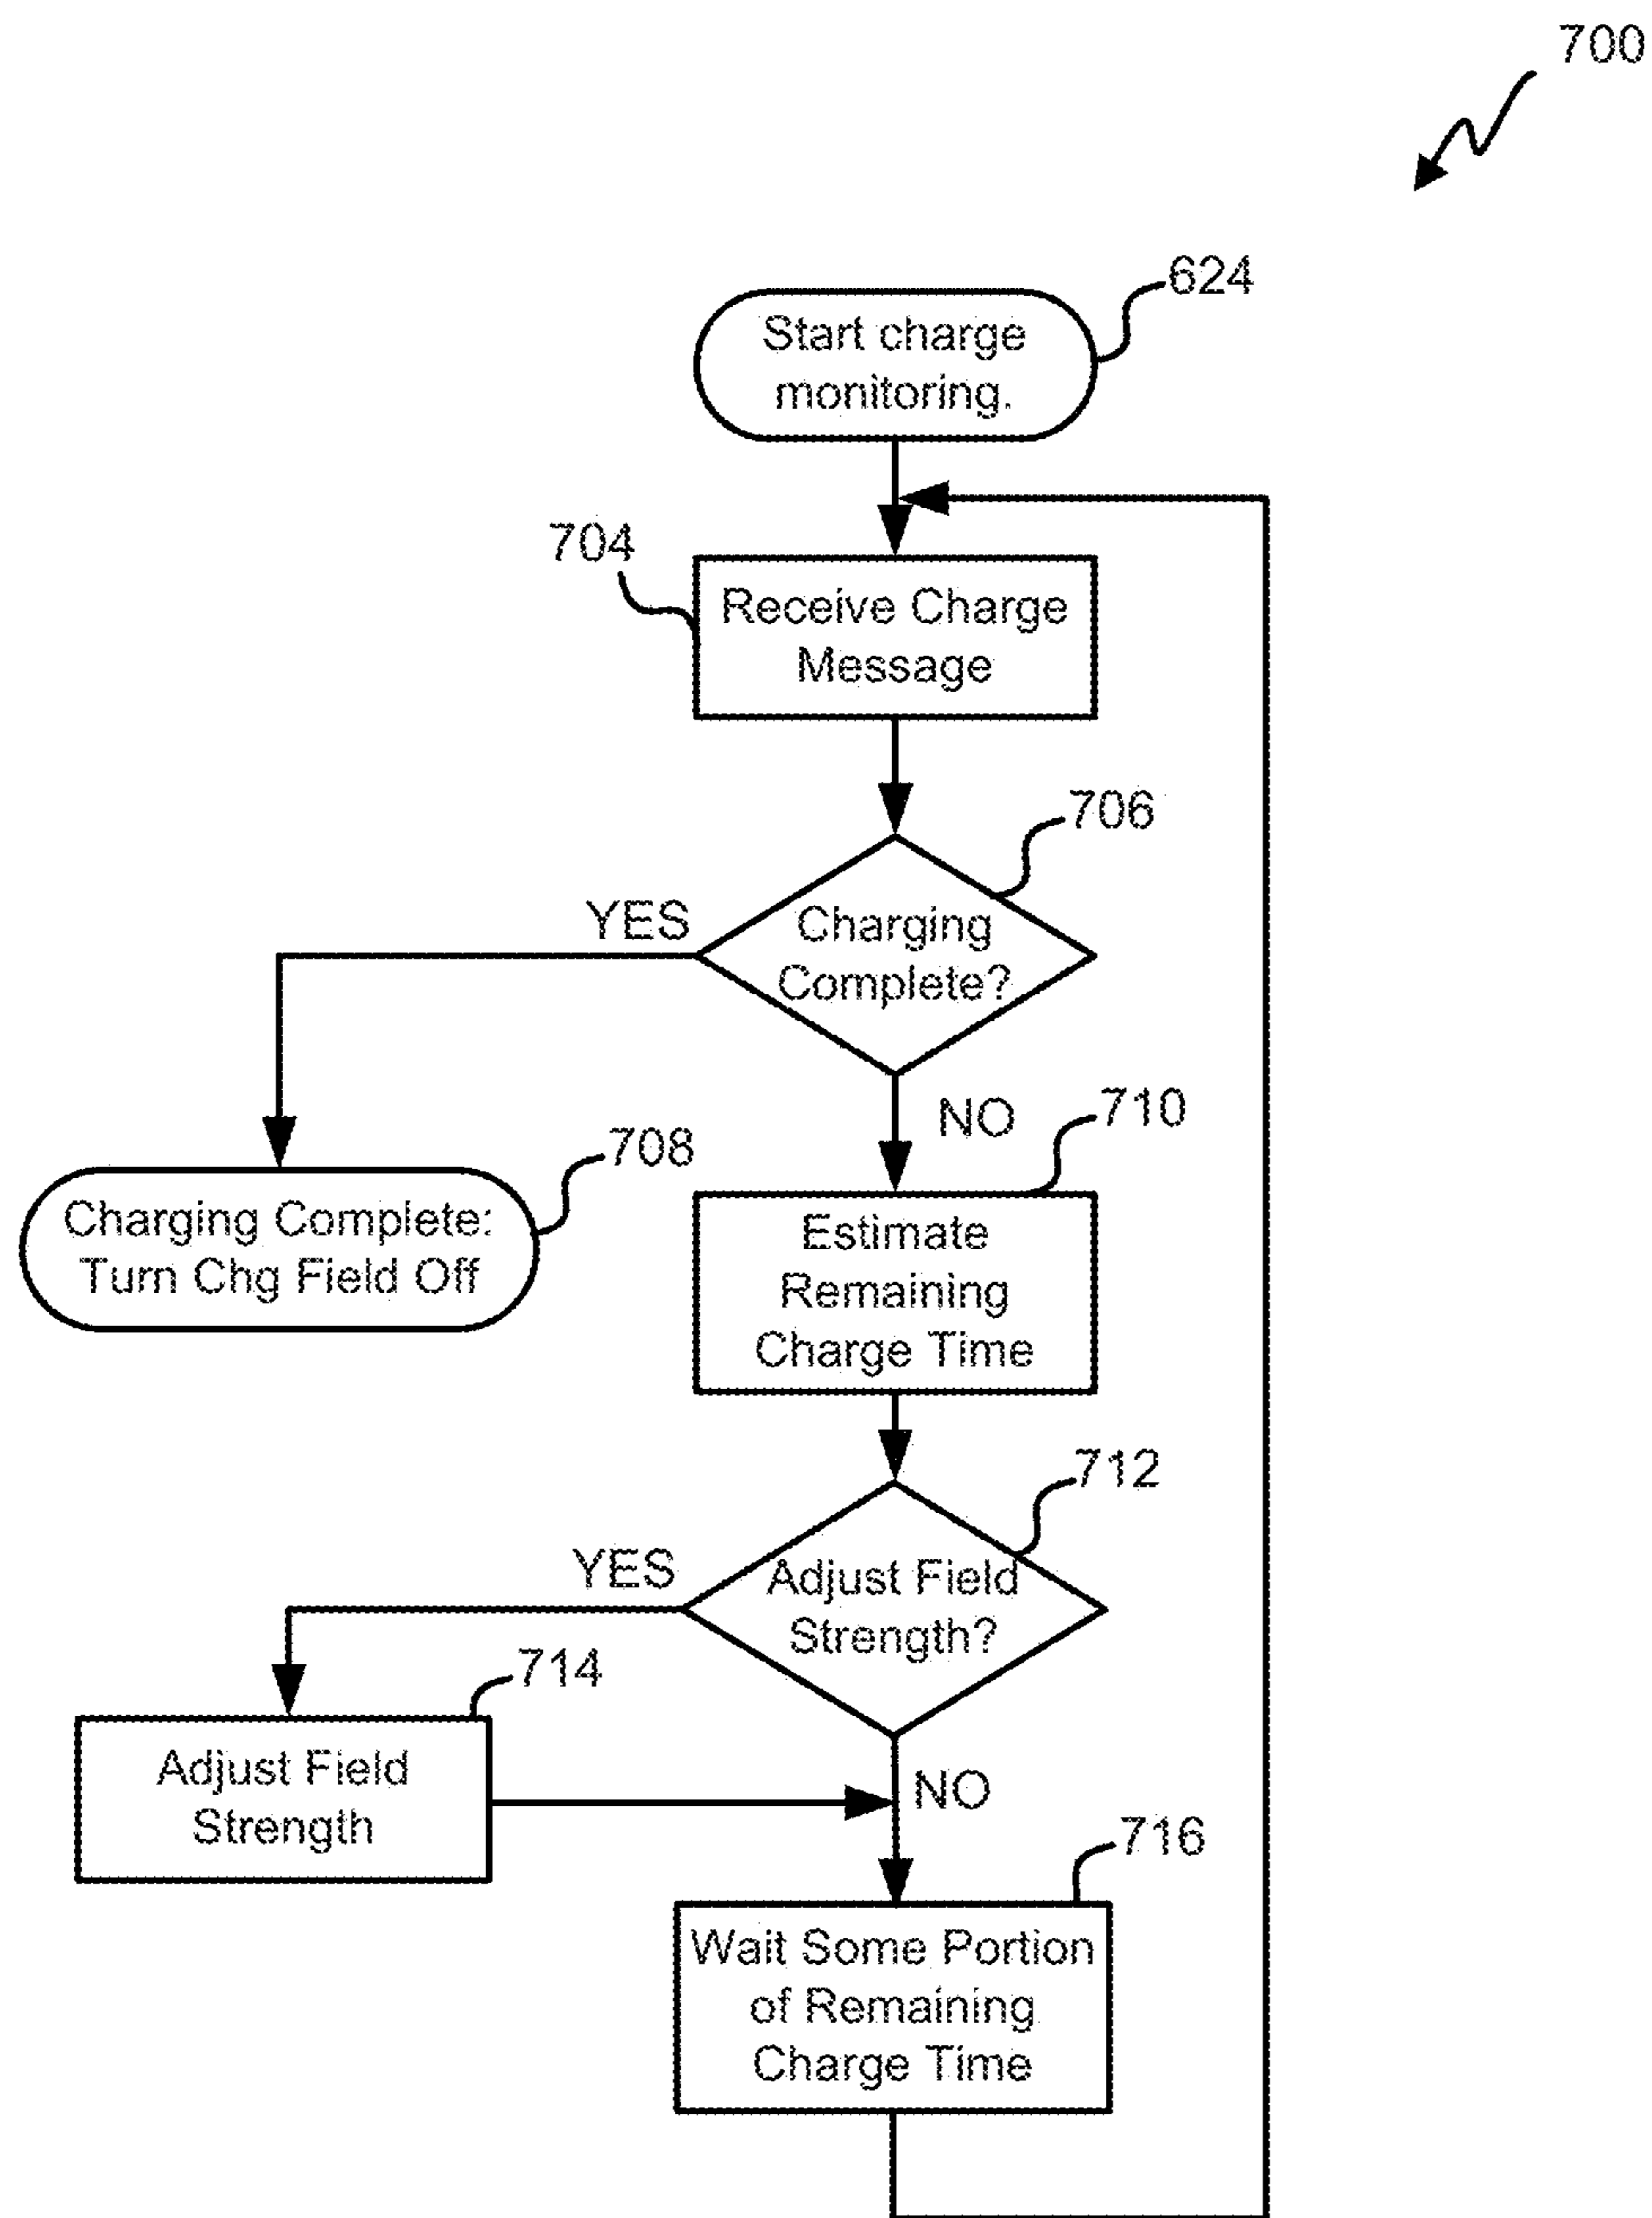 700
624
Start charge
monitoring.
704
Receive Charge
Message
706
YES
Charging
Complete?
NO
710
708
Charging Complete:
Turn Chg Field Off
Estimate
Remaining
Charge Time
712
YES
Adjust Field
Strength?
714
Adjust Field
Strength
NO
716
Wait Some Portion
of Remaining
Charge Time